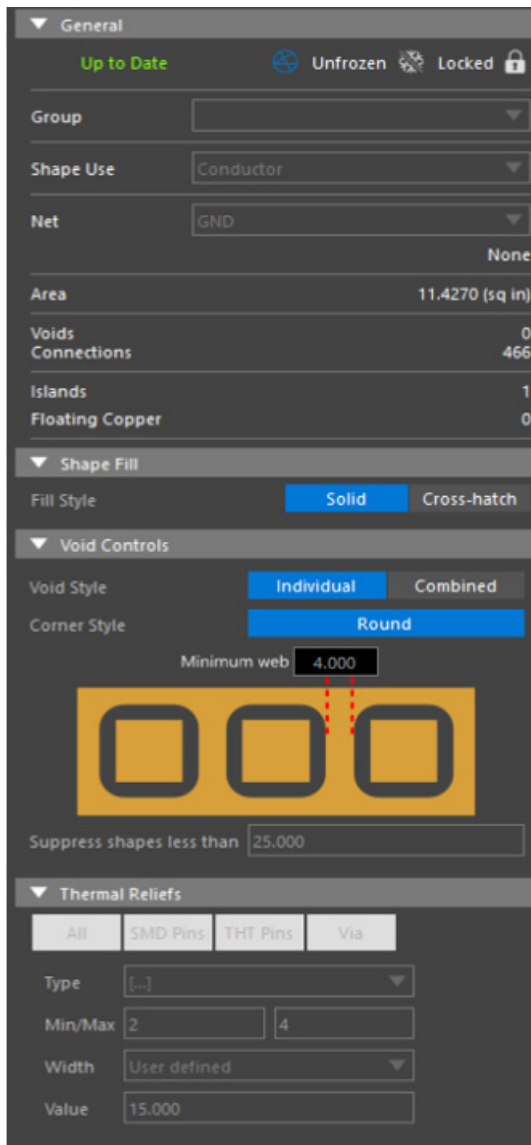 General
Up to Date Unfrozen Locked
Group
Shape Use Conductor
Net GND
None
Area 11.4270 (sq in)
Voids 0
Connections 466
Islands 1
Floating Copper 0
Shape Fill
Fill Style Solid Cross-hatch
Void Controls
Void Style Individual Combined
Corner Style Round
Minimum web 4.000
Suppress shapes less than 25.000
Thermal Reliefs
All SMD Pins THT Pins Via
Type [...]
Min/Max 2 4
Width User defined
Value 15.000